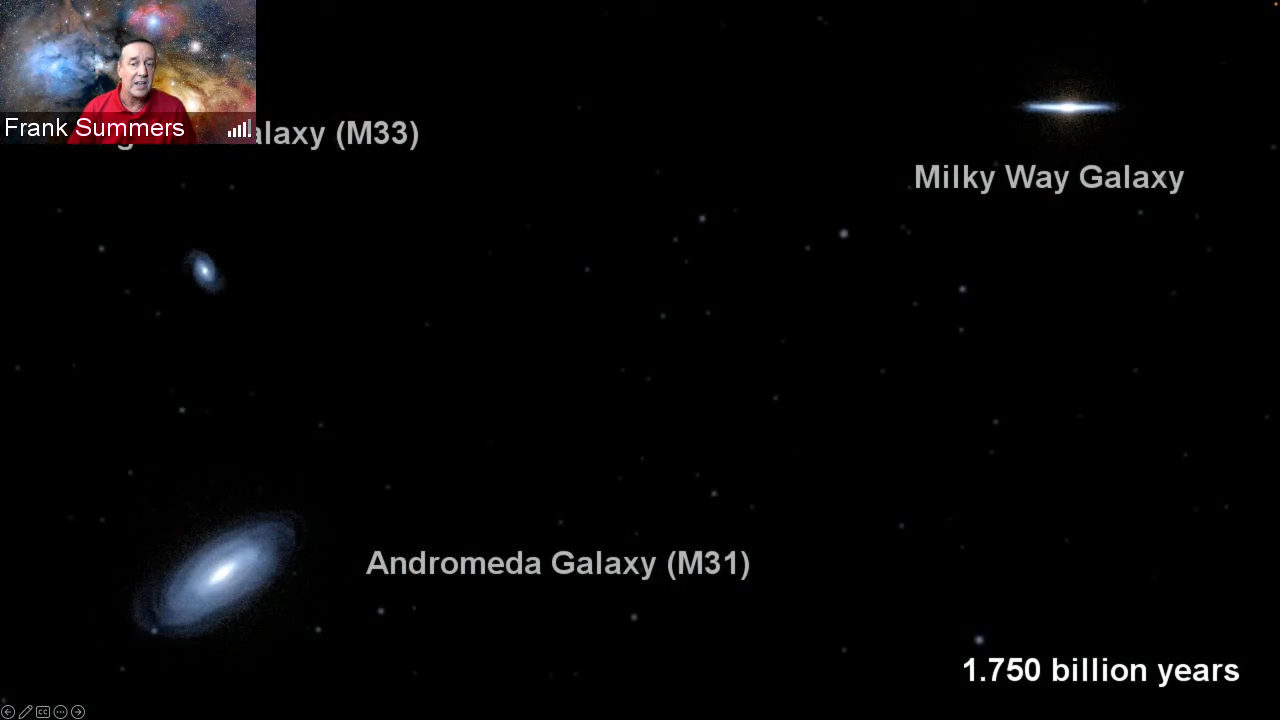 Frank Summers
alaxy (M33)
Milky Way Galaxy
Andromeda Galaxy (M31)
1.750 billion years